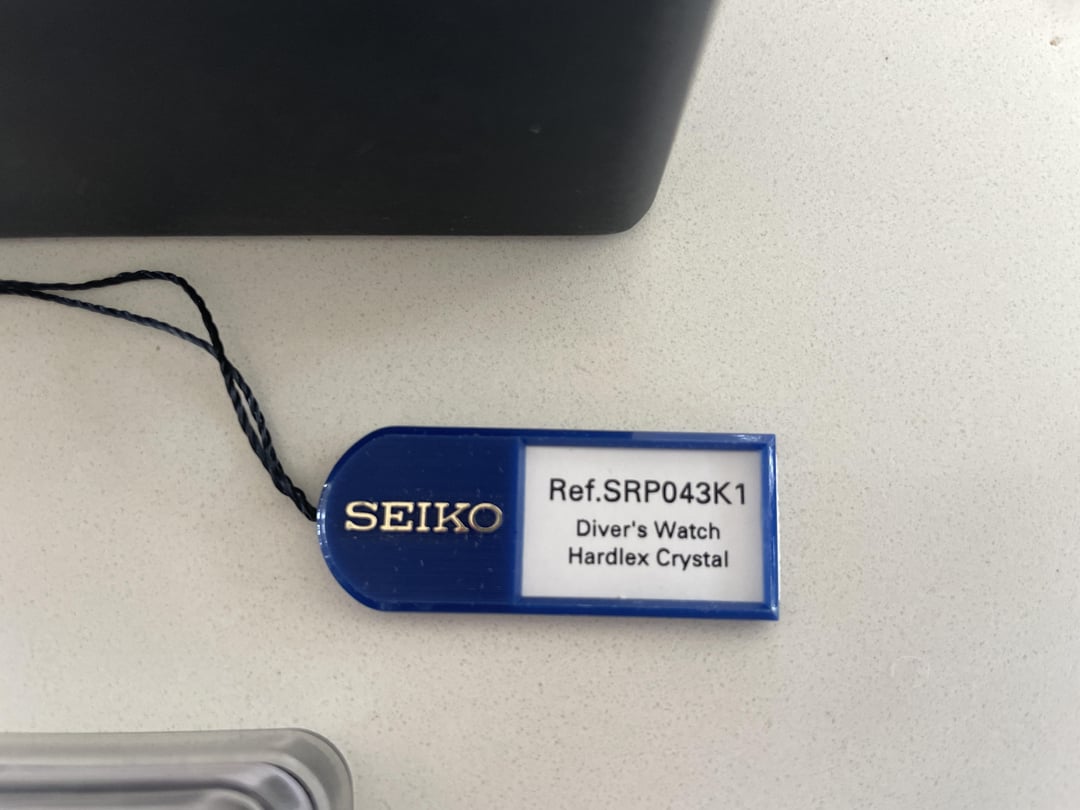 SEIKO
Ref.SRP043K1
Diver's Watch
Hardlex Crystal